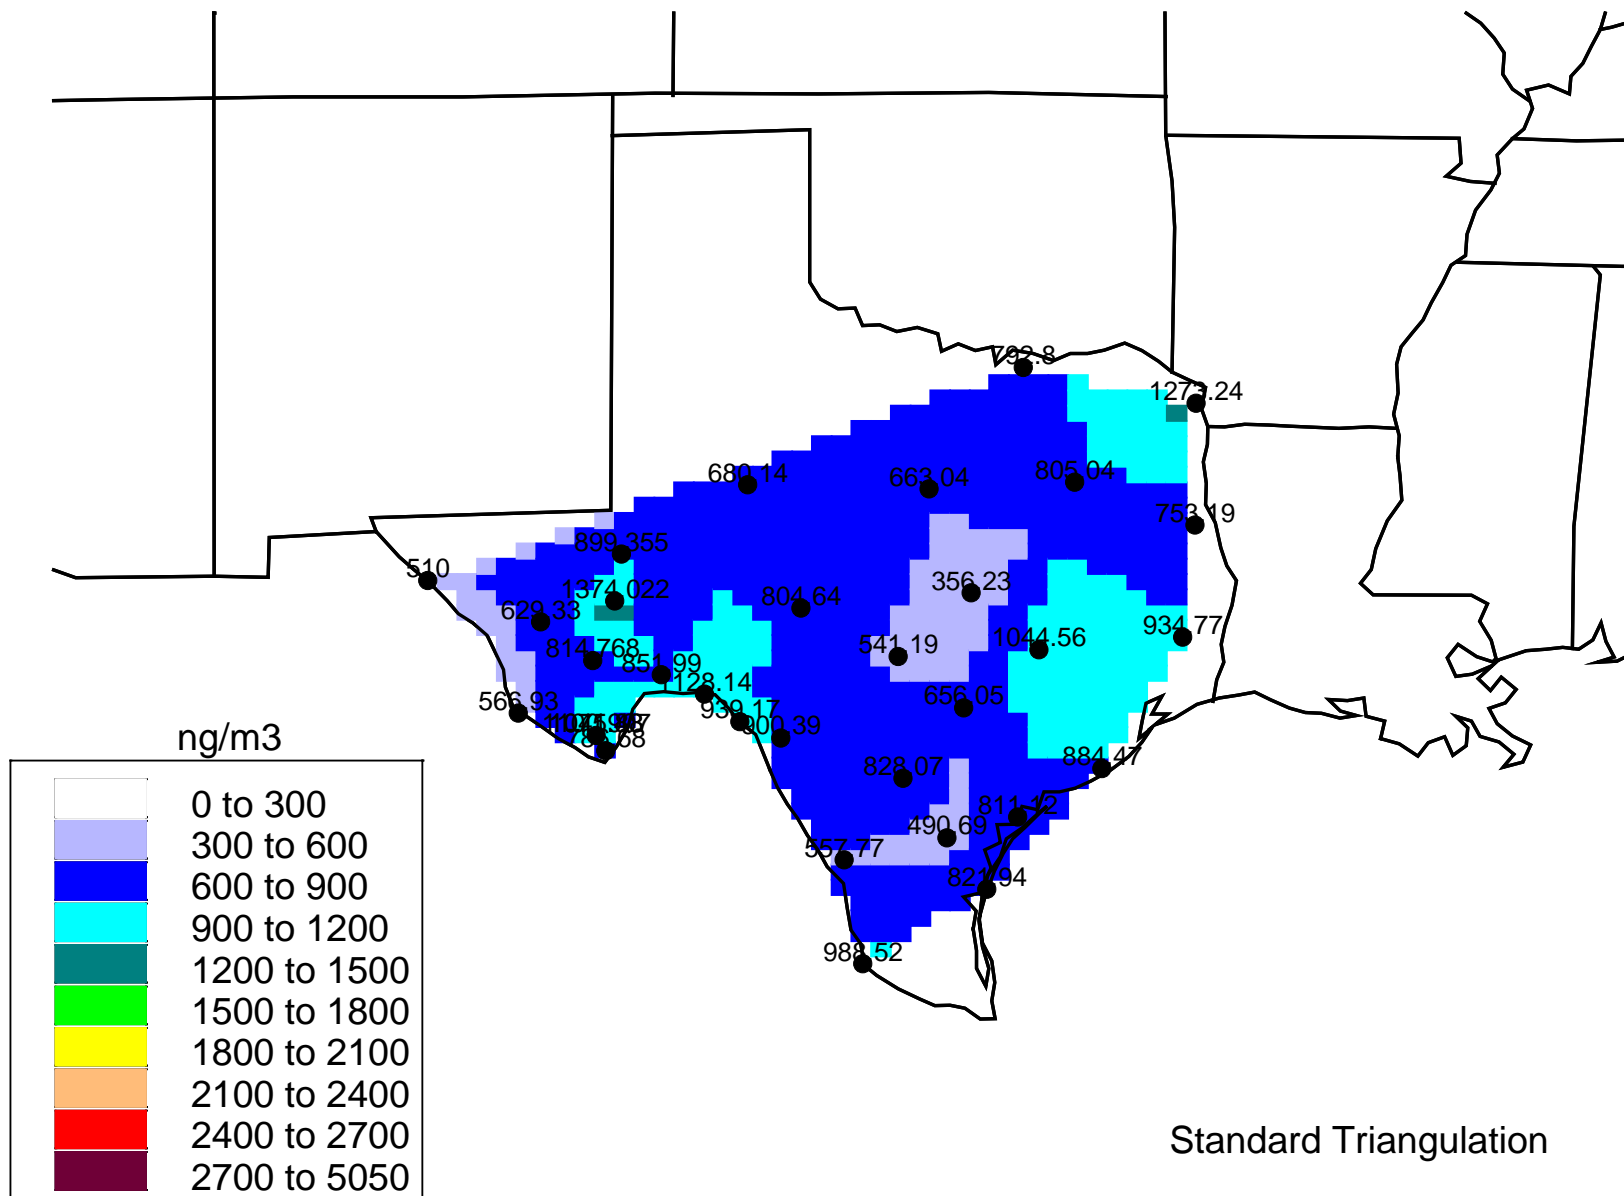 792.8
1273.24
680.14
663.04
805.04
753.19
899.355
510
1374.022
356.23
629.33
804.64
934.77
1044.56
541.19
814.768
851.99
1128.14
566.93
656.05
939.17
900.39
884.47
828.07
811.12
490.69
557.77
821.94
988.52
ng/m3
0 to 300
300 to 600
600 to 900
900 to 1200
1200 to 1500
1500 to 1800
1800 to 2100
2100 to 2400
2400 to 2700
2700 to 5050
Standard Triangulation